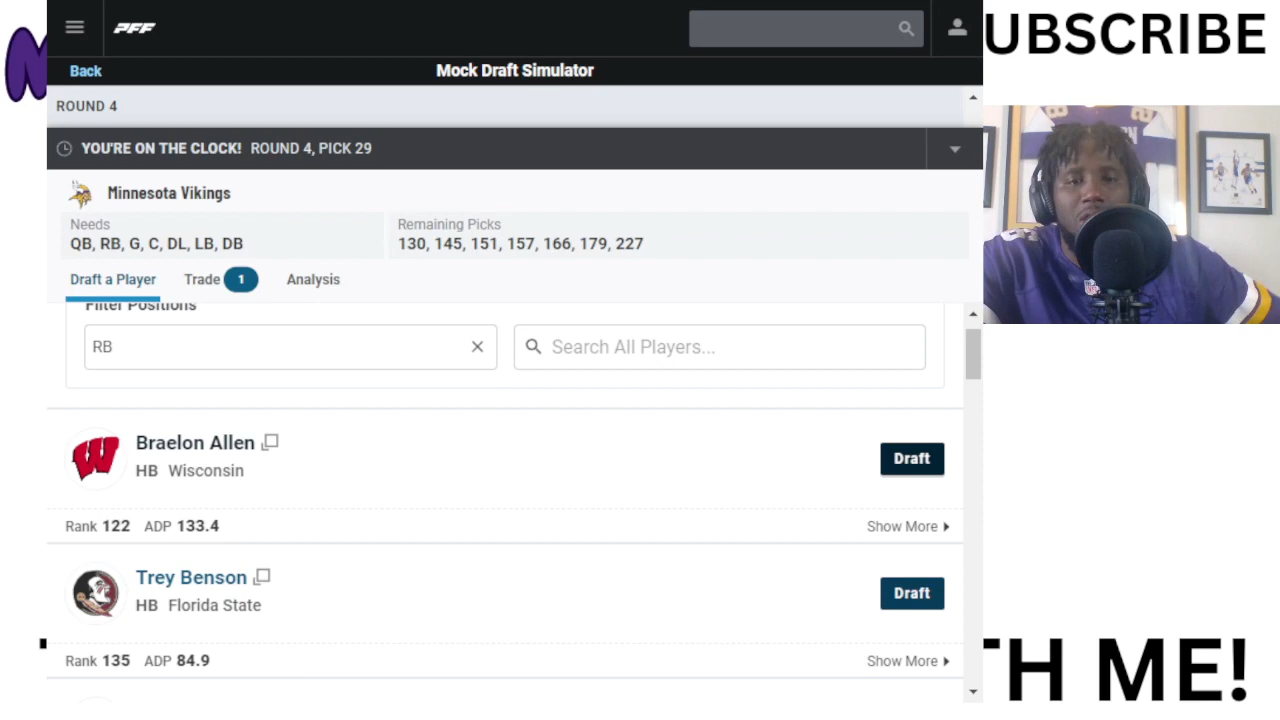 PFF
UBSCRIBE
Back
Mock Draft Simulator
ROUND 4
YOU'RE ON THE CLOCK! ROUND 4, PICK 29
Minnesota Vikings
Needs
QB, RB, G, C, DL, LB, DB
Remaining Picks
130, 145, 151, 157, 166, 179, 227
Draft a Player
Trade 1
Analysis
Filter Positions
RB
Search All Players...
Braelon Allen
HB Wisconsin
Draft
Rank 122 ADP 133.4
Show More
Trey Benson
HB Florida State
Draft
Rank 135 ADP 84.9
Show More
TH ME!